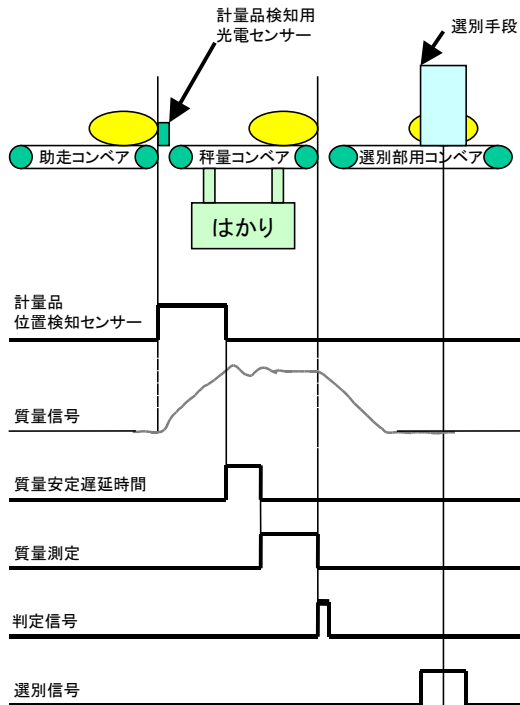 計量品検知用
光電センサー
選別手段
助走コンベア
秤量コンベア
選別部用コンベア
はかり
計量品
位置検知センサー
質量信号
質量安定遅延時間
質量測定
判定信号
選別信号